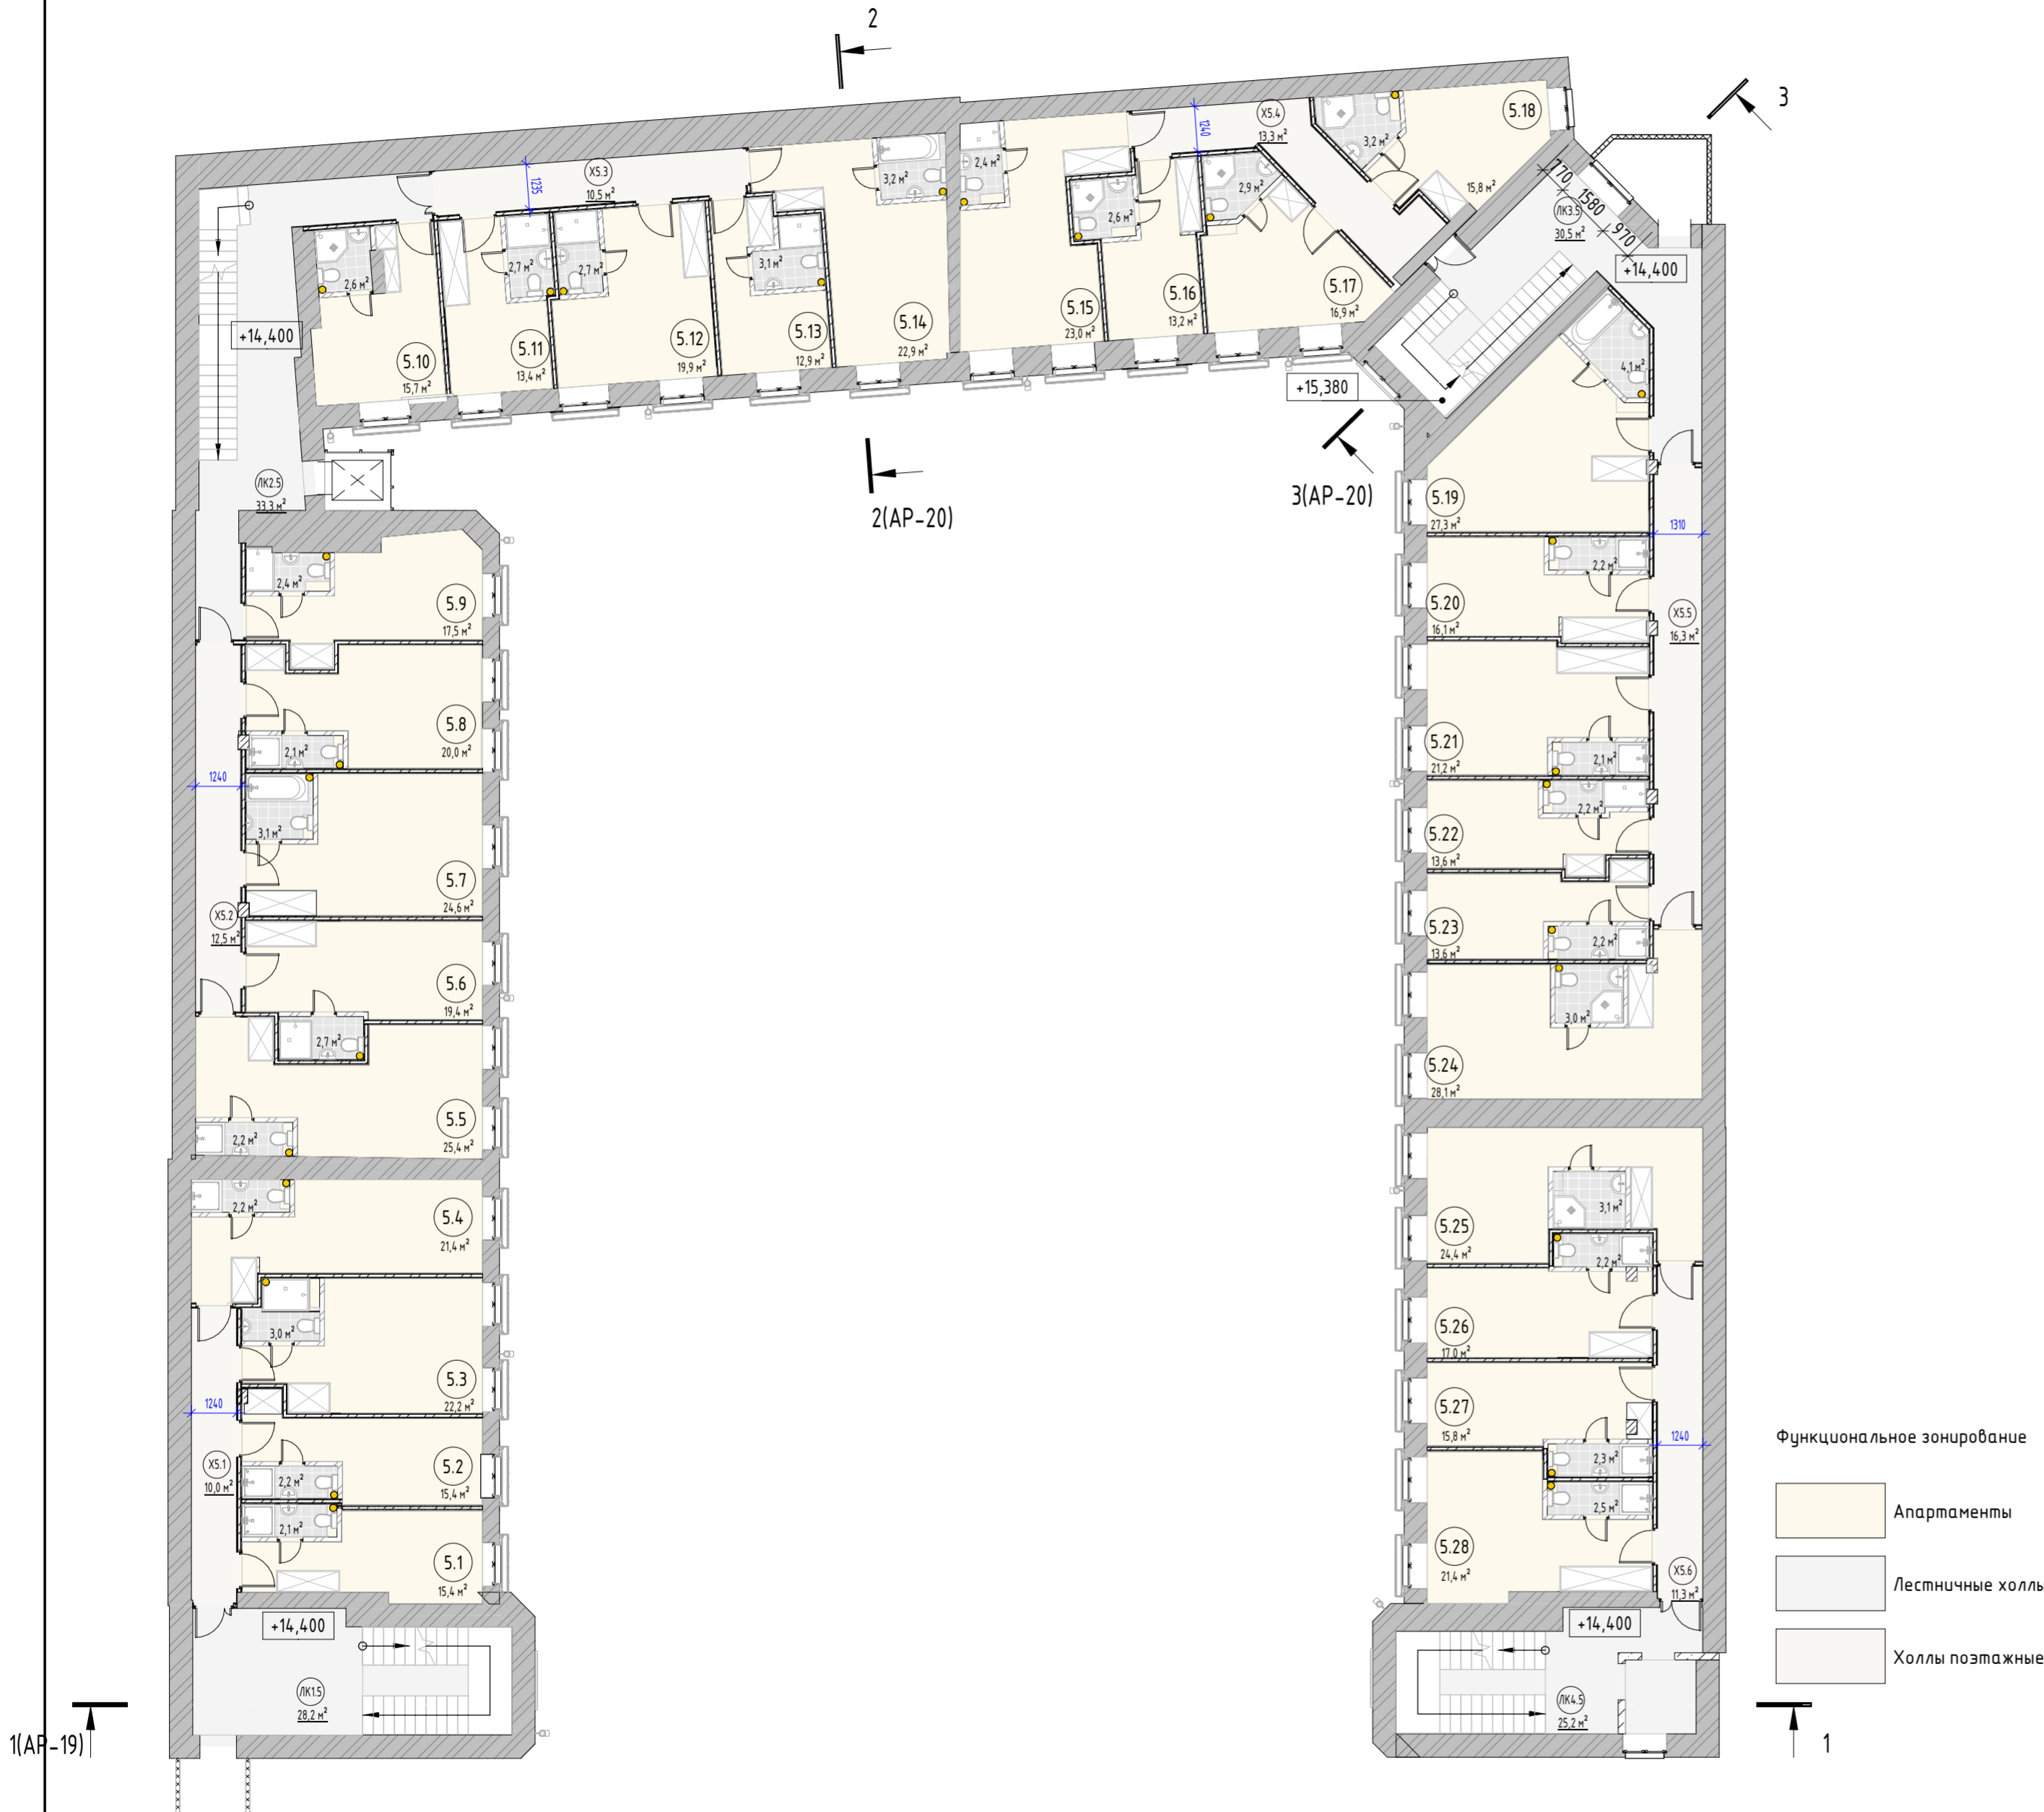 2
3
5.18
15,8 м²
3,2 м²
Х5.4
13,3 м²
1240
2,4 м²
3,2 м²
Х5.3
10,5 м²
1235
770
1580
970
ЛК3.5
30,5 м²
+14,400
2,6 м²
2,7 м²
2,7 м²
3,1 м²
2,6 м²
2,9 м²
5.10
15,7 м²
5.11
13,4 м²
5.12
19,9 м²
5.13
12,9 м²
5.14
22,9 м²
5.15
23,0 м²
5.16
13,2 м²
5.17
16,9 м²
+14,400
+15,380
4,1 м²
ЛК2.5
33,3 м²
2(АР-20)
3(АР-20)
5.19
27,3 м²
1310
2,4 м²
5.9
17,5 м²
2,2 м²
5.20
16,1 м²
Х5.5
16,3 м²
5.8
20,0 м²
2,1 м²
5.21
21,2 м²
2,1 м²
1240
3,1 м²
5.7
24,6 м²
2,2 м²
5.22
13,6 м²
Х5.2
12,5 м²
5.23
13,6 м²
2,2 м²
5.6
19,4 м²
2,7 м²
3,0 м²
5.24
28,1 м²
5.5
25,4 м²
2,2 м²
2,2 м²
5.4
21,4 м²
3,1 м²
5.25
24,4 м²
2,2 м²
3,0 м²
5.3
22,2 м²
5.26
17,0 м²
1240
5.27
15,8 м²
1240
2,3 м²
Х5.1
10,0 м²
5.2
15,4 м²
2,2 м²
2,1 м²
2,5 м²
5.1
15,4 м²
5.28
21,4 м²
Х5.6
11,3 м²
+14,400
+14,400
ЛК1.5
28,2 м²
ЛК4.5
25,2 м²
1(АР-19)
1
Функциональное зонирование
Апартаменты
Лестничные холлы
Холлы поэтажные